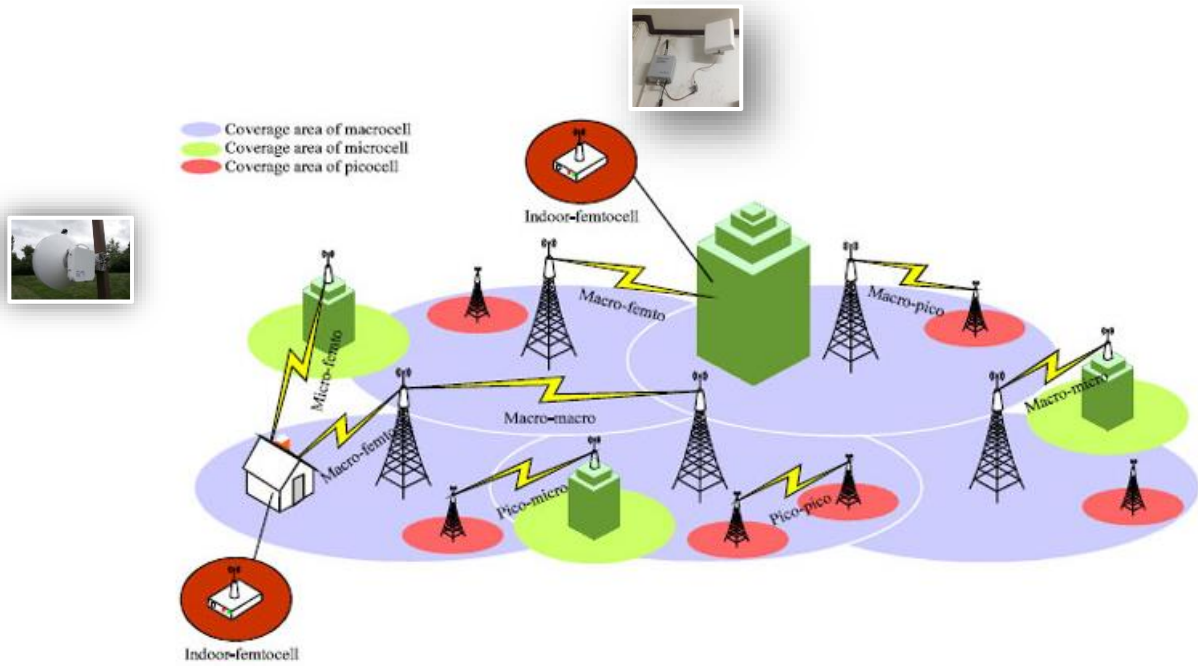 Coverage area of macrocell
Coverage area of microcell
Coverage area of picocell
Indoor-femtocell
Macro-femto
Macro-pico
Micro-femto
Macro-micro
Macro-macro
Macro-femto
Pico-micro
Pico-pico
Indoor-femtocell